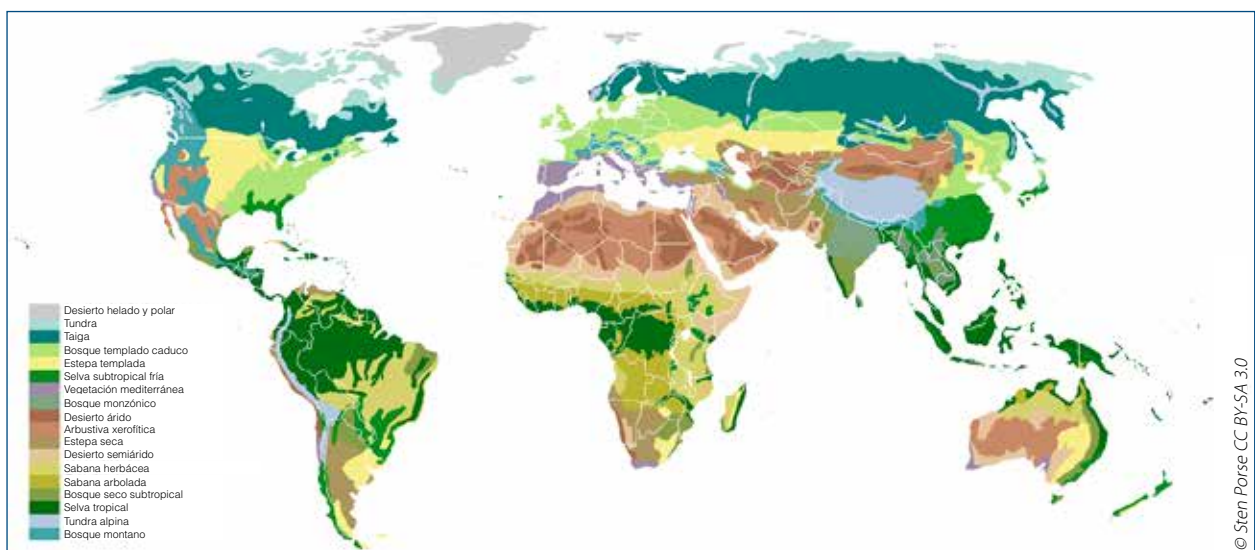 Desierto helado y polar
Tundra
Taiga
Bosque templado caduco
Estepa templada
Selva subtropical fría
Vegetación mediterránea
Bosque monzónico
Desierto árido
Arbustiva xerofítica
Estepa seca
Desierto semiárido
Sabana herbácea
Sabana arbolada
Bosque seco subtropical
Selva tropical
Tundra alpina
Bosque montano
© Sten Porse CC BY-SA 3.0